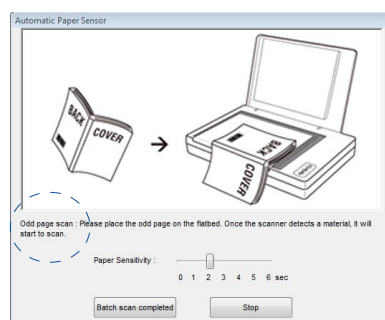 Automatic Paper Sensor
BACK
COVER
BACK
COVER
Odd page scan : Please place the odd page on the flatbed. Once the scanner detects a material, it will
start to scan.
Paper Sensitivity :
0 1 2 3 4 5 6 sec
Batch scan completed
Stop